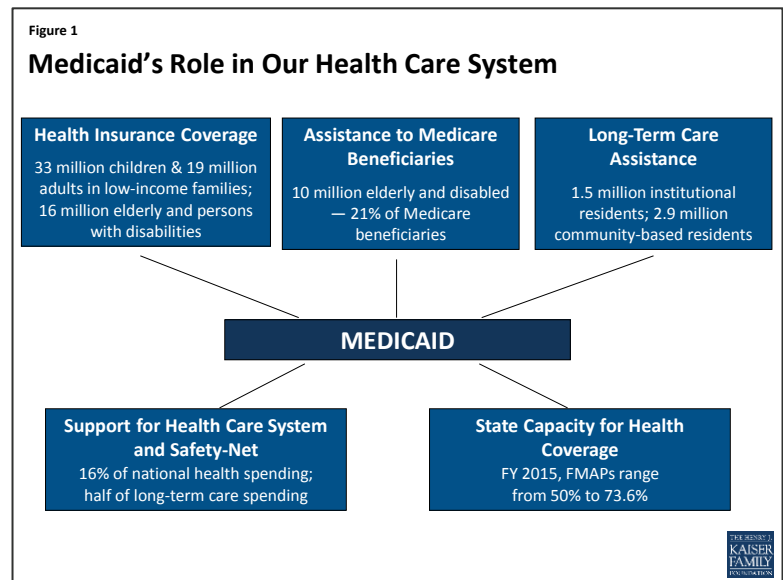 Figure 1
Medicaid's Role in Our Health Care System
Health Insurance Coverage
33 million children & 19 million
adults in low-income families;
16 million elderly and persons
with disabilities
Assistance to Medicare
Beneficiaries
10 million elderly and disabled
— 21% of Medicare
beneficiaries
Long-Term Care
Assistance
1.5 million institutional
residents; 2.9 million
community-based residents
MEDICAID
Support for Health Care System
and Safety-Net
16% of national health spending;
half of long-term care spending
State Capacity for Health
Coverage
FY 2015, FMAPs range
from 50% to 73.6%
THE HENRY J.
KAISER
FAMILY
FOUNDATION